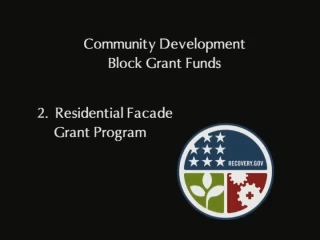 Community Development
Block Grant Funds
2. Residential Facade
Grant Program
RECOVERY.GOV